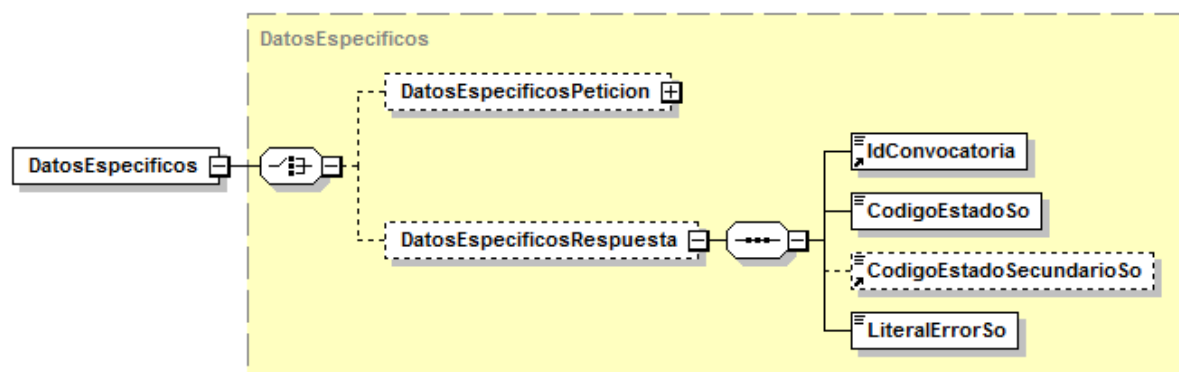 DatosEspecificos
DatosEspecificosPeticion
DatosEspecificos
IdConvocatoria
CodigoEstadoSo
DatosEspecificosRespuesta
CodigoEstadoSecundarioSo
LiteralErrorSo